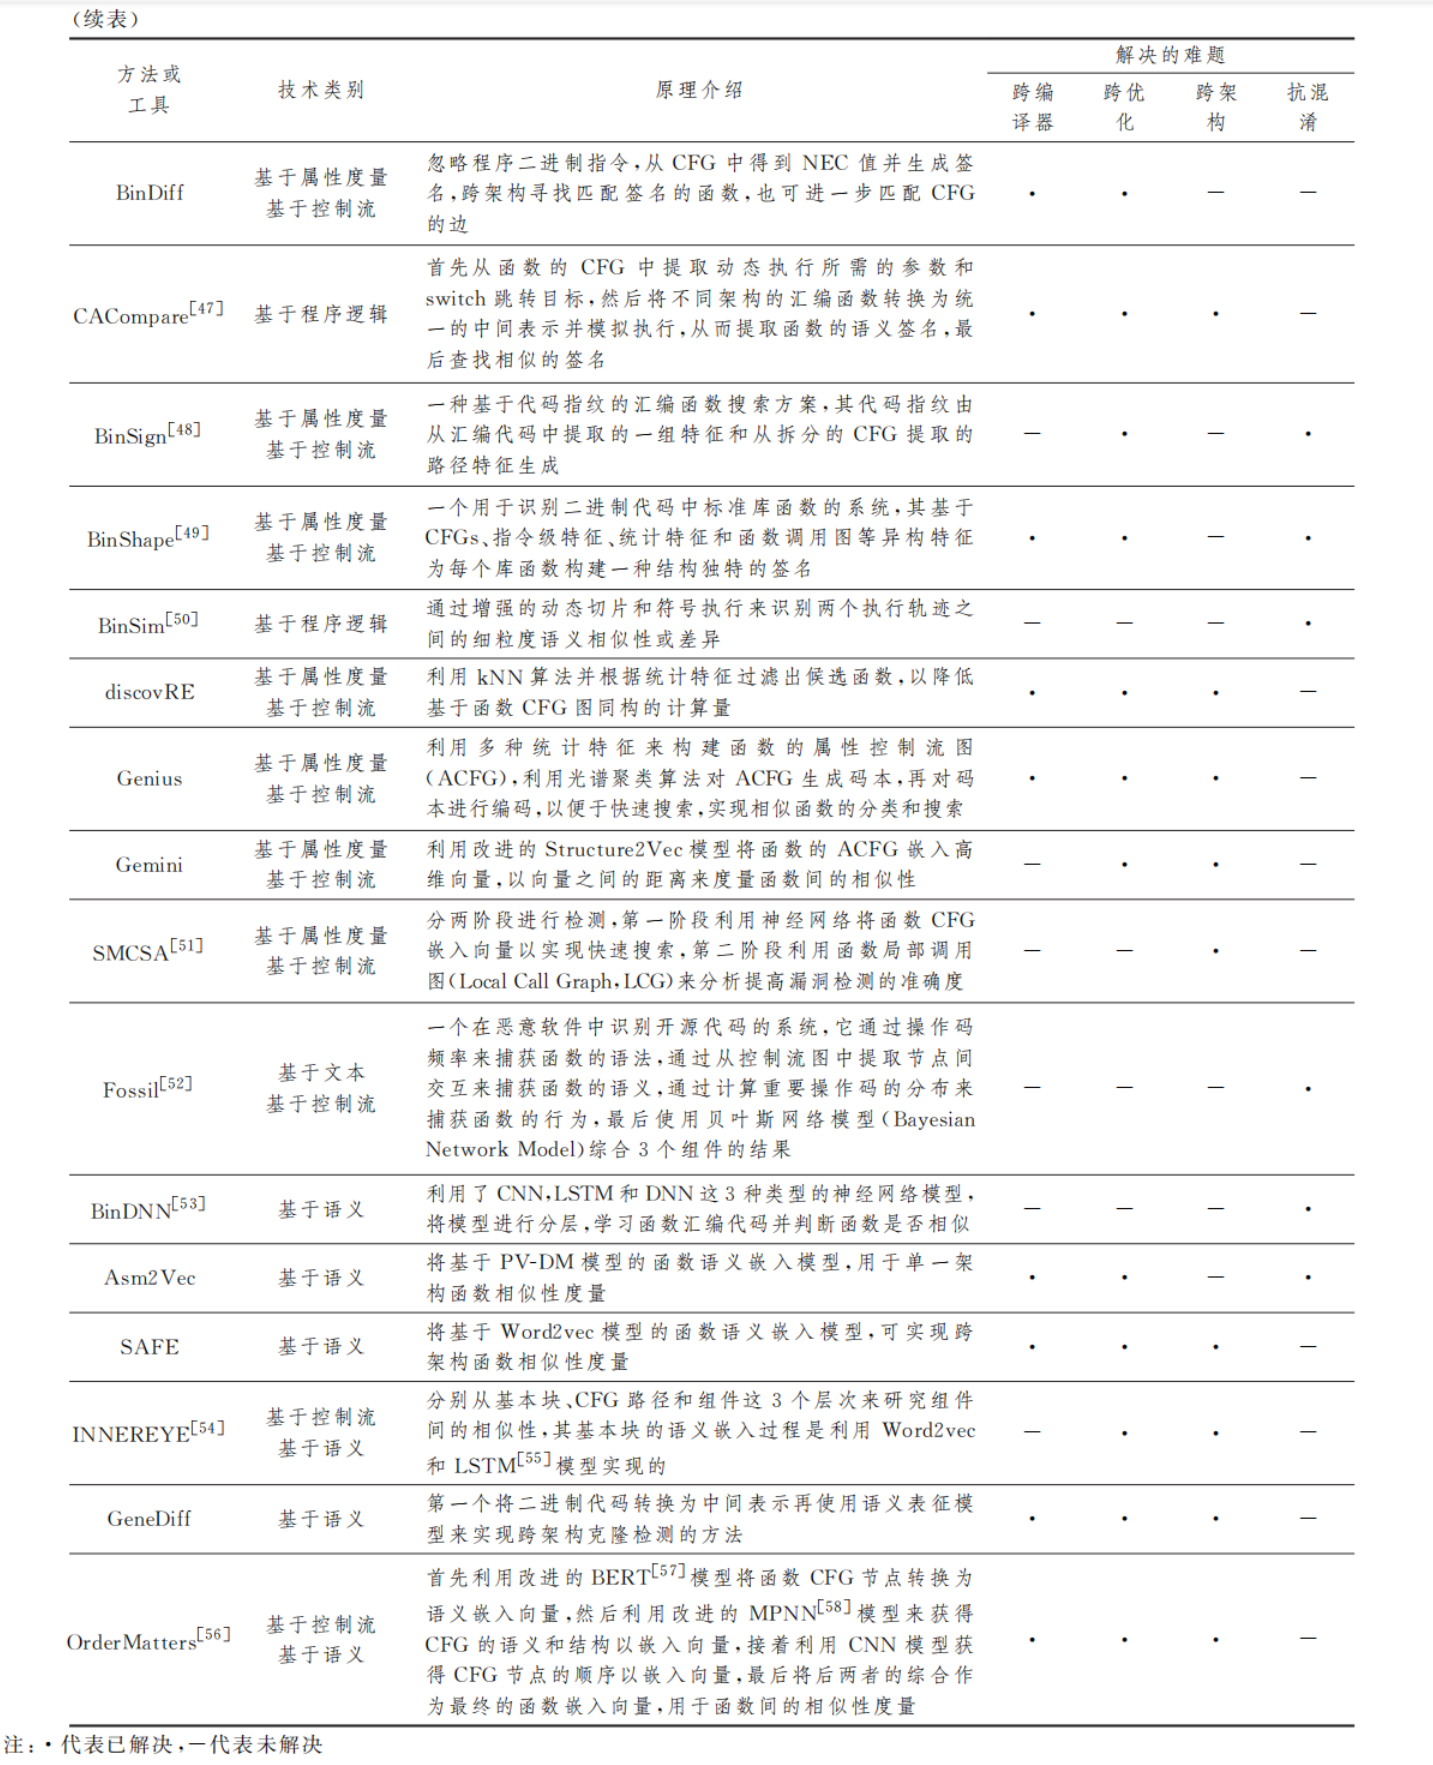 (续表)
方法或
工具
技术类别
原理介绍
解决的难题
跨编
译器
跨优
化
跨架
构
抗混
淆
BinDiff
基于属性度量
基于控制流
忽略程序二进制指令,从 CFG 中得到 NEC 值并生成签
名,跨架构寻找匹配签名的函数,也可进一步匹配 CFG
的边
• • — —
CACompare[47]
基于程序逻辑
首先从函数的 CFG 中提取动态执行所需的参数和
switch 跳转目标,然后将不同架构的汇编函数转换为统
一的中间表示并模拟执行,从而提取函数的语义签名,最
后查找相似的签名
• • • —
BinSign[48]
基于属性度量
基于控制流
一种基于代码指纹的汇编函数搜索方案,其代码指纹由
从汇编代码中提取的一组特征和从拆分的 CFG 提取的
路径特征生成
— • — •
BinShape[49]
基于属性度量
基于控制流
一个用于识别二进制代码中标准库函数的系统,其基于
CFGs、指令级特征、统计特征和函数调用图等异构特征
为每个库函数构建一种结构独特的签名
• • — •
BinSim[50]
基于程序逻辑
通过增强的动态切片和符号执行来识别两个执行轨迹之
间的细粒度语义相似性或差异
— — — •
discovRE
基于属性度量
基于控制流
利用 kNN 算法并根据统计特征过滤出候选函数,以降低
基于函数 CFG 图同构的计算量
• • • —
Genius
基于属性度量
基于控制流
利用多种统计特征来构建函数的属性控制流图
(ACFG),利用光谱聚类算法对 ACFG 生成码本,再对码
本进行编码,以便于快速搜索,实现相似函数的分类和搜索
• • • —
Gemini
基于属性度量
基于控制流
利用改进的 Structure2Vec 模型将函数的 ACFG 嵌入高
维向量,以向量之间的距离来度量函数间的相似性
— • • —
SMCSA[51]
基于属性度量
基于控制流
分两阶段进行检测,第一阶段利用神经网络将函数 CFG
嵌入向量以实现快速搜索,第二阶段利用函数局部调用
图(Local Call Graph,LCG)来分析提高漏洞检测的准确度
— — • —
Fossil[52]
基于文本
基于控制流
一个在恶意软件中识别开源代码的系统,它通过操作码
频率来捕获函数的语法,通过从控制流图中提取节点间
交互来捕获函数的语义,通过计算重要操作码的分布来
捕获函数的行为,最后使用贝叶斯网络模型(Bayesian
Network Model)综合 3 个组件的结果
— — — •
BinDNN[53]
基于语义
利用了 CNN,LSTM 和 DNN 这 3 种类型的神经网络模型,
将模型进行分层,学习函数汇编代码并判断函数是否相似
— — — •
Asm2Vec
基于语义
将基于 PV-DM 模型的函数语义嵌入模型,用于单一架
构函数相似性度量
• • — •
SAFE
基于语义
将基于 Word2vec 模型的函数语义嵌入模型,可实现跨
架构函数相似性度量
• • • —
INNEREYE[54]
基于控制流
基于语义
分别从基本块、CFG 路径和组件这 3 个层次来研究组件
间的相似性,其基本块的语义嵌入过程是利用 Word2vec
和 LSTM[55]模型实现的
— • • —
GeneDiff
基于语义
第一个将二进制代码转换为中间表示再使用语义表征模
型来实现跨架构克隆检测的方法
• • • —
OrderMatters[56]
基于控制流
基于语义
首先利用改进的 BERT[57]模型将函数 CFG 节点转换为
语义嵌入向量,然后利用改进的 MPNN[58]模型来获得
CFG 的语义和结构以嵌入向量,接着利用 CNN 模型获
得 CFG 节点的顺序以嵌入向量,最后将后两者的综合作
为最终的函数嵌入向量,用于函数间的相似性度量
• • • —
注:• 代表已解决,—代表未解决